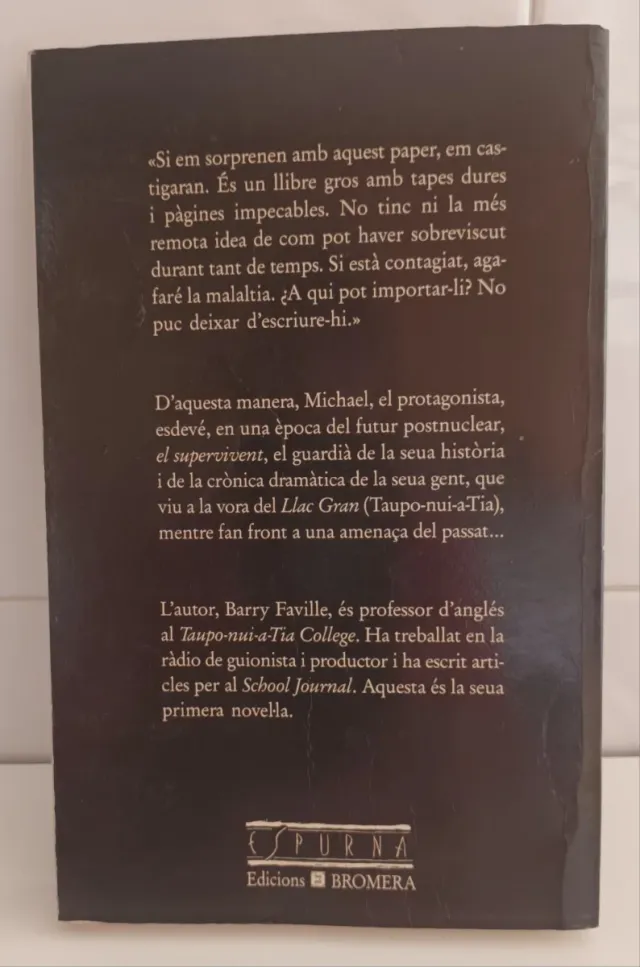 «Si em sorprenen amb aquest paper, em cas-
tigaran. És un llibre gros amb tapes dures
i pàgines impecables. No tinc ni la més
remota idea de com pot haver sobreviscut
durant tant de temps. Si està contagiat, aga-
faré la malaltia. ¿A qui pot importar-li? No
puc deixar d'escriure-hi.»
D'aquesta manera, Michael, el protagonista,
esdevé, en una època del futur postnuclear,
el supervivent, el guardià de la seua història
i de la crònica dramàtica de la seua gent, que
viu a la vora del Llac Gran (Taupo-nui-a-Tia),
mentre fan front a una amenaça del passat...
L'autor, Barry Faville, és professor d'anglés
al Taupo-nui-a-Tia College. Ha treballat en la
ràdio de guionista i productor i ha escrit arti-
cles per al School Journal. Aquesta és la seua
primera novel·la.
ESPURNA
Edicions BROMERA